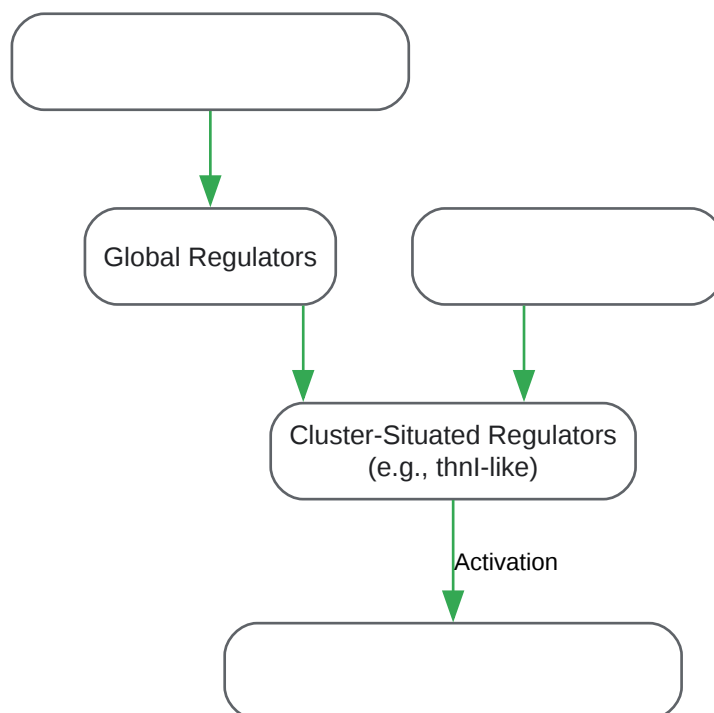 Global Regulators
Cluster-Situated Regulators
(e.g., thnI-like)
Activation